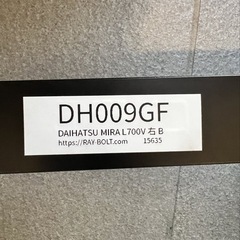 DH009GF
DAIHATSU MIRA L700V 右 B
https://RAY-BOLT.com 15635